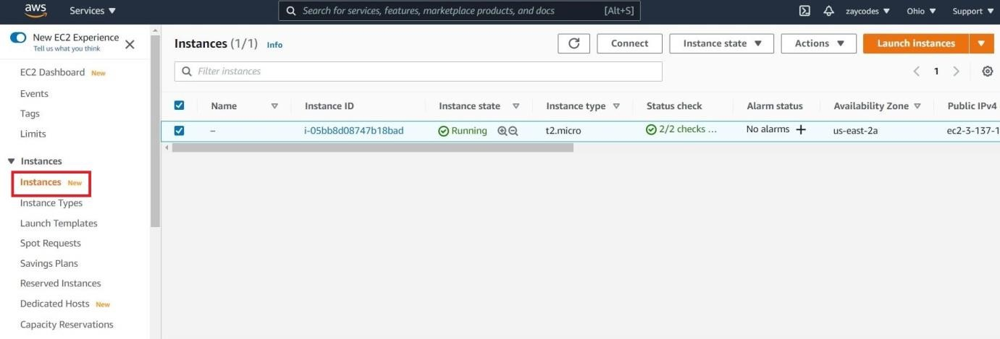 aws Services ▼ Search for services, features, marketplace products, and docs [Alt+S] zaycodes ▼ Ohio ▼ Support ▼
New EC2 Experience
Tell us what you think
EC2 Dashboard New
Events
Tags
Limits
Instances
Instances New
Instance Types
Launch Templates
Spot Requests
Savings Plans
Reserved Instances
Dedicated Hosts New
Capacity Reservations
Instances (1/1) Info Connect Instance state ▼ Actions ▼ Launch instances ▼
Filter instances
1
Name Instance ID Instance state Instance type Status check Alarm status Availability Zone Public IPv4
– i-05bb8d08747b18bad Running t2.micro 2/2 checks ... No alarms + us-east-2a ec2-3-137-1